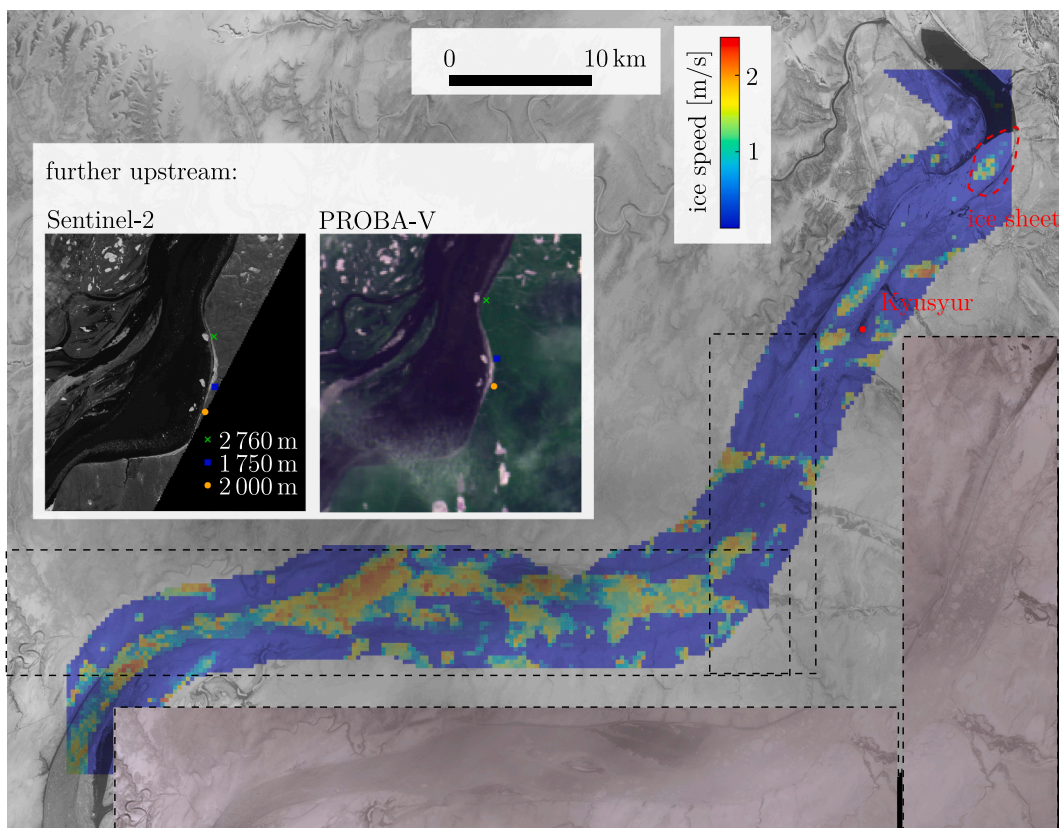 0 10 km
ice speed [m/s]
2
1
further upstream:
Sentinel-2 PROBA-V
2 760 m
1 750 m
2 000 m
ice sheet
Kyusyur